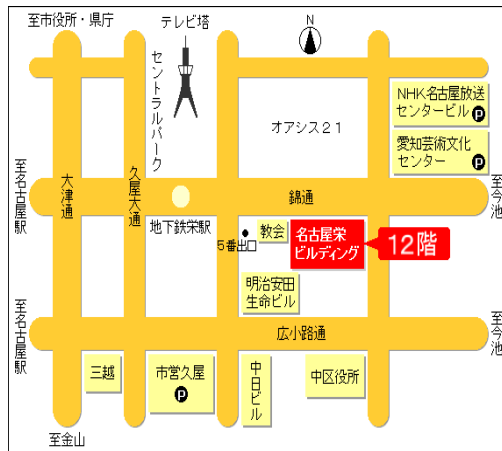 至市役所・県庁
テレビ塔
N
セントラルパーク
オアシス21
NHK名古屋放送
センタービル P
愛知芸術文化
センター P
至名古屋駅
大津通
久屋大通
錦通
至今池
地下鉄栄駅
5番出口
教会
名古屋栄
ビルディング
12階
明治安田
生命ビル
至名古屋駅
広小路通
至今池
三越
市営久屋
P
中日ビル
中区役所
至金山